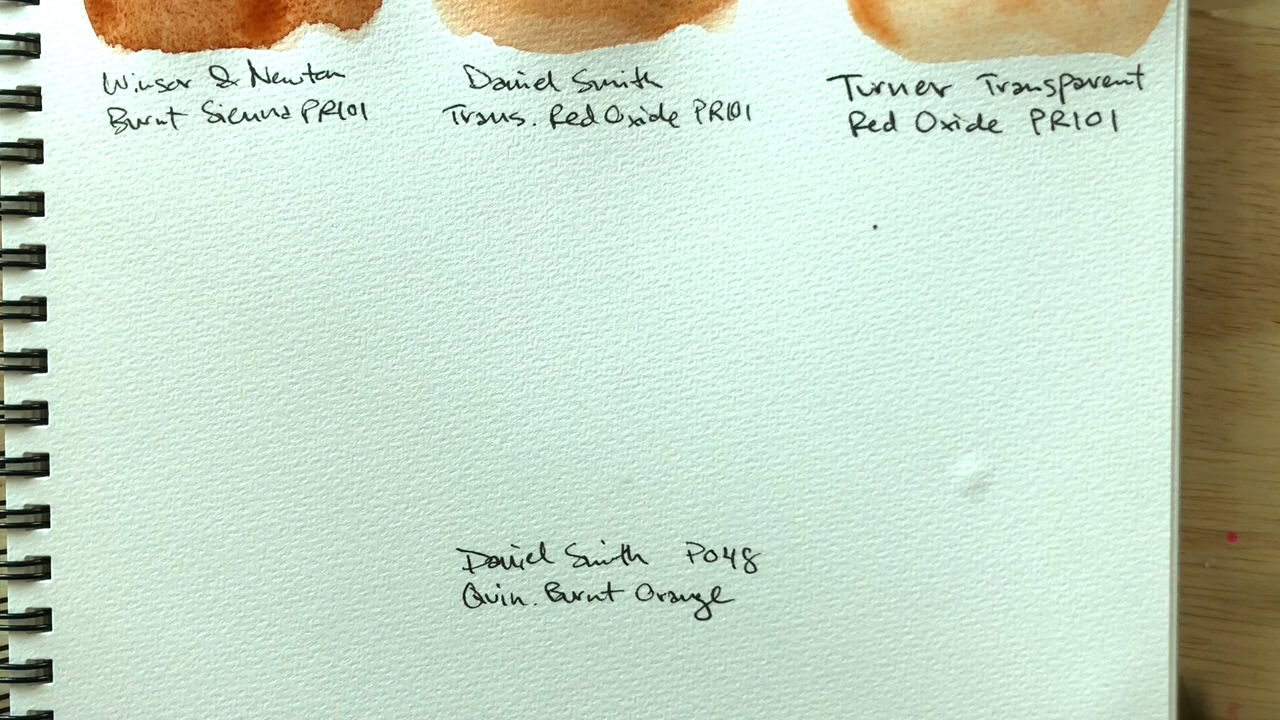 Winsor & Newton
Burnt Sienna PR101
Daniel Smith
Trans. Red Oxide PR101
Turner Transparent
Red Oxide PR101
Daniel Smith PO48
Quin. Burnt Orange